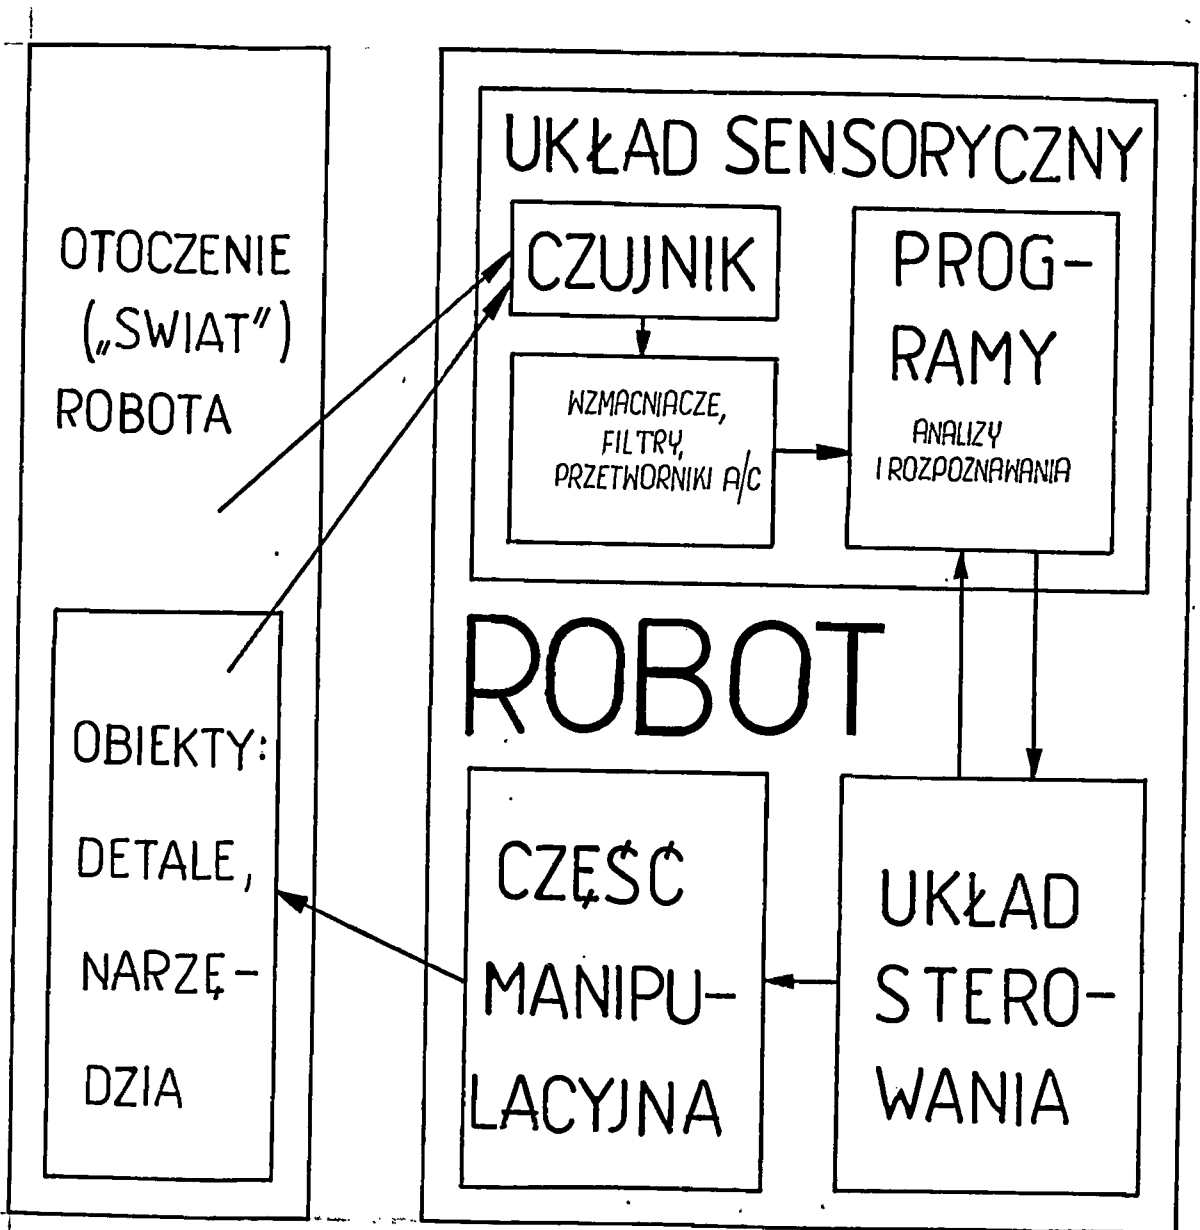 OTOCZENIE
(„SWIAT”)
ROBOTA
OBIEKTY:
DETALE,
NARZĘ-
DZIA
UKŁAD SENSORYCZNY
CZUJNIK
WZMACNIACZE,
FILTRY,
PRZETWORNIKI A/C
PROG-
RAMY
ANALIZY
I ROZPOZNAWANIA
ROBOT
CZĘŚĆ
MANIPU-
LACYJNA
UKŁAD
STERO-
WANIA